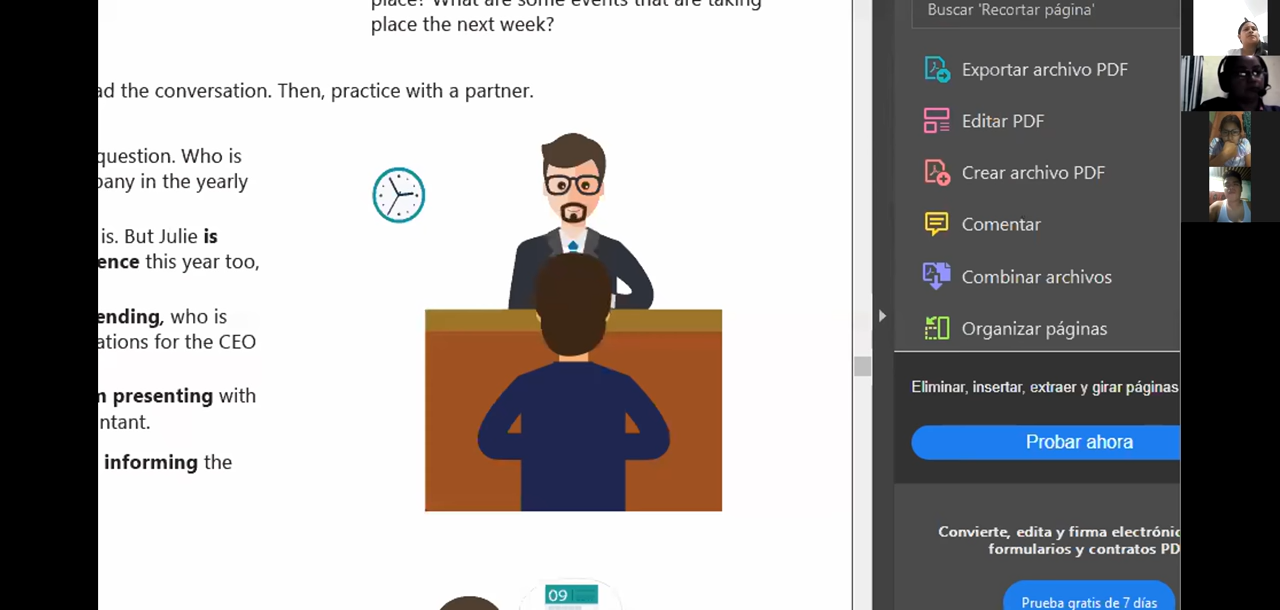 place? What are some events that are taking
place the next week?
ad the conversation. Then, practice with a partner.
question. Who is
pany in the yearly
is. But Julie is
ence this year too,
ending, who is
ations for the CEO
m presenting with
ntant.
informing the
09
Buscar 'Recortar página'
Exportar archivo PDF
Editar PDF
Crear archivo PDF
Comentar
Combinar archivos
Organizar páginas
Eliminar, insertar, extraer y girar páginas
Probar ahora
Convierte, edita y firma electrónic
formularios y contratos PD
Prueba gratis de 7 días